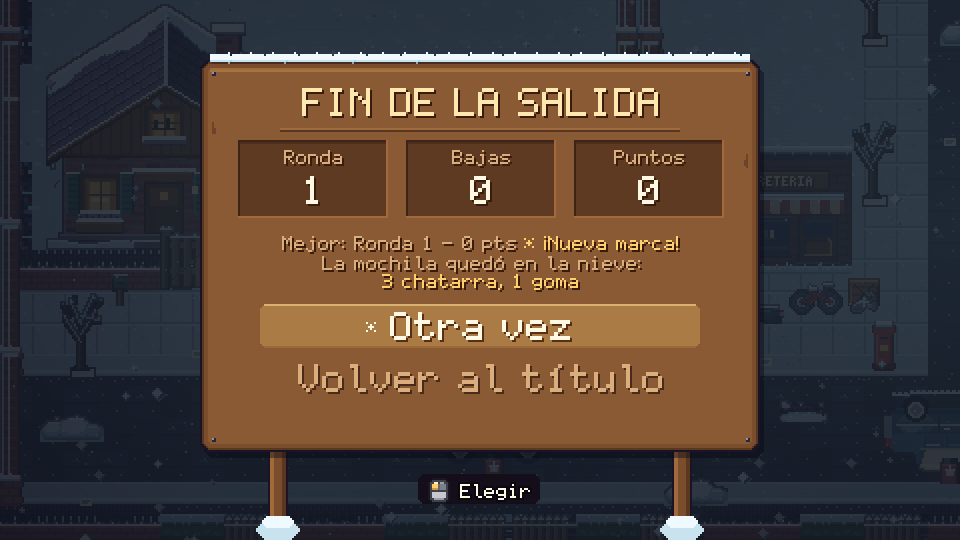 FIN DE LA SALIDA
Ronda
1
Bajas
0
Puntos
0
Mejor: Ronda 1 - 0 pts * ¡Nueva marca!
La mochila quedó en la nieve:
3 chatarra, 1 goma
* Otra vez
Volver al título
ETERIA
Elegir